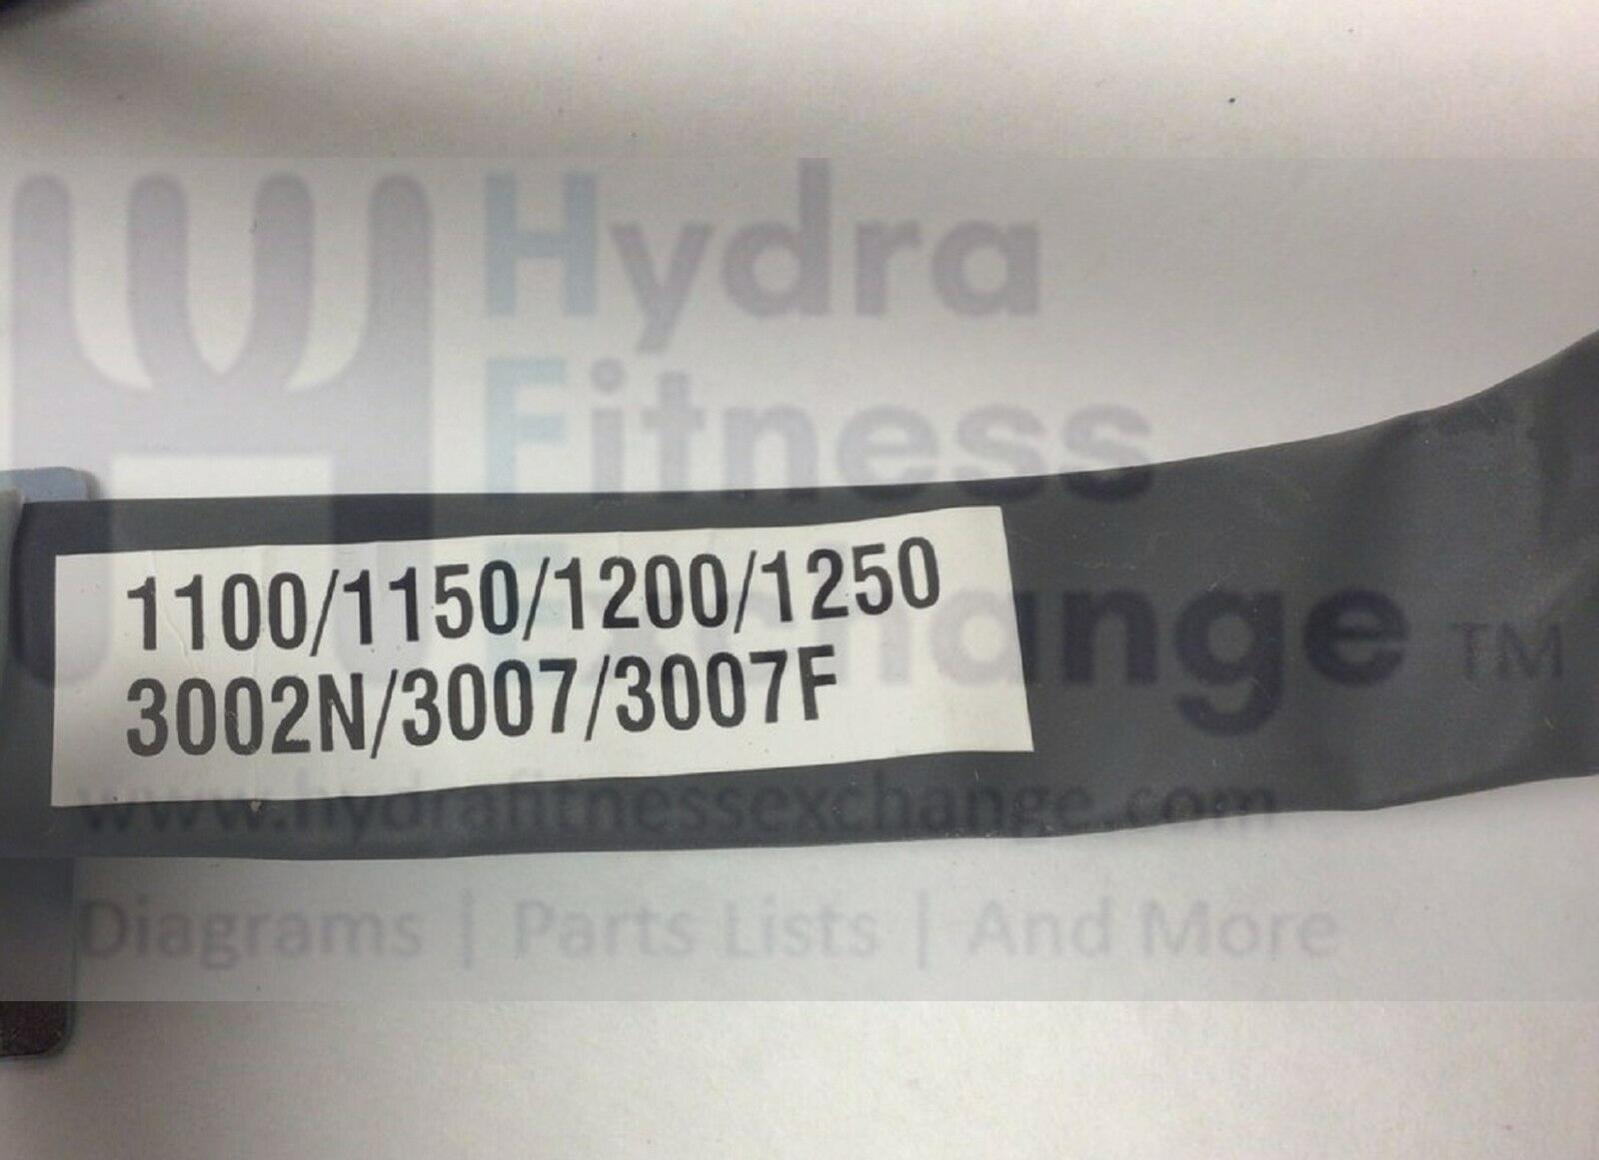 Hydra
Fitness
Exchange TM
1100/1150/1200/1250
3002N/3007/3007F
www.hydrafitnessexchange.com
Diagrams | Parts Lists | And More